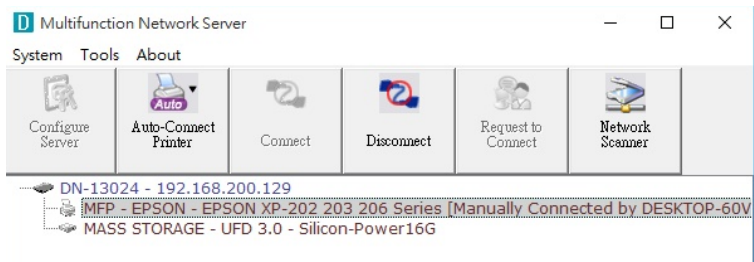 D Multifunction Network Server
System Tools About
Configure Server
Auto
Auto-Connect Printer
Connect
Disconnect
Request to Connect
Network Scanner
DN-13024 - 192.168.200.129
MFP - EPSON - EPSON XP-202 203 206 Series [Manually Connected by DESKTOP-60V
MASS STORAGE - UFD 3.0 - Silicon-Power16G